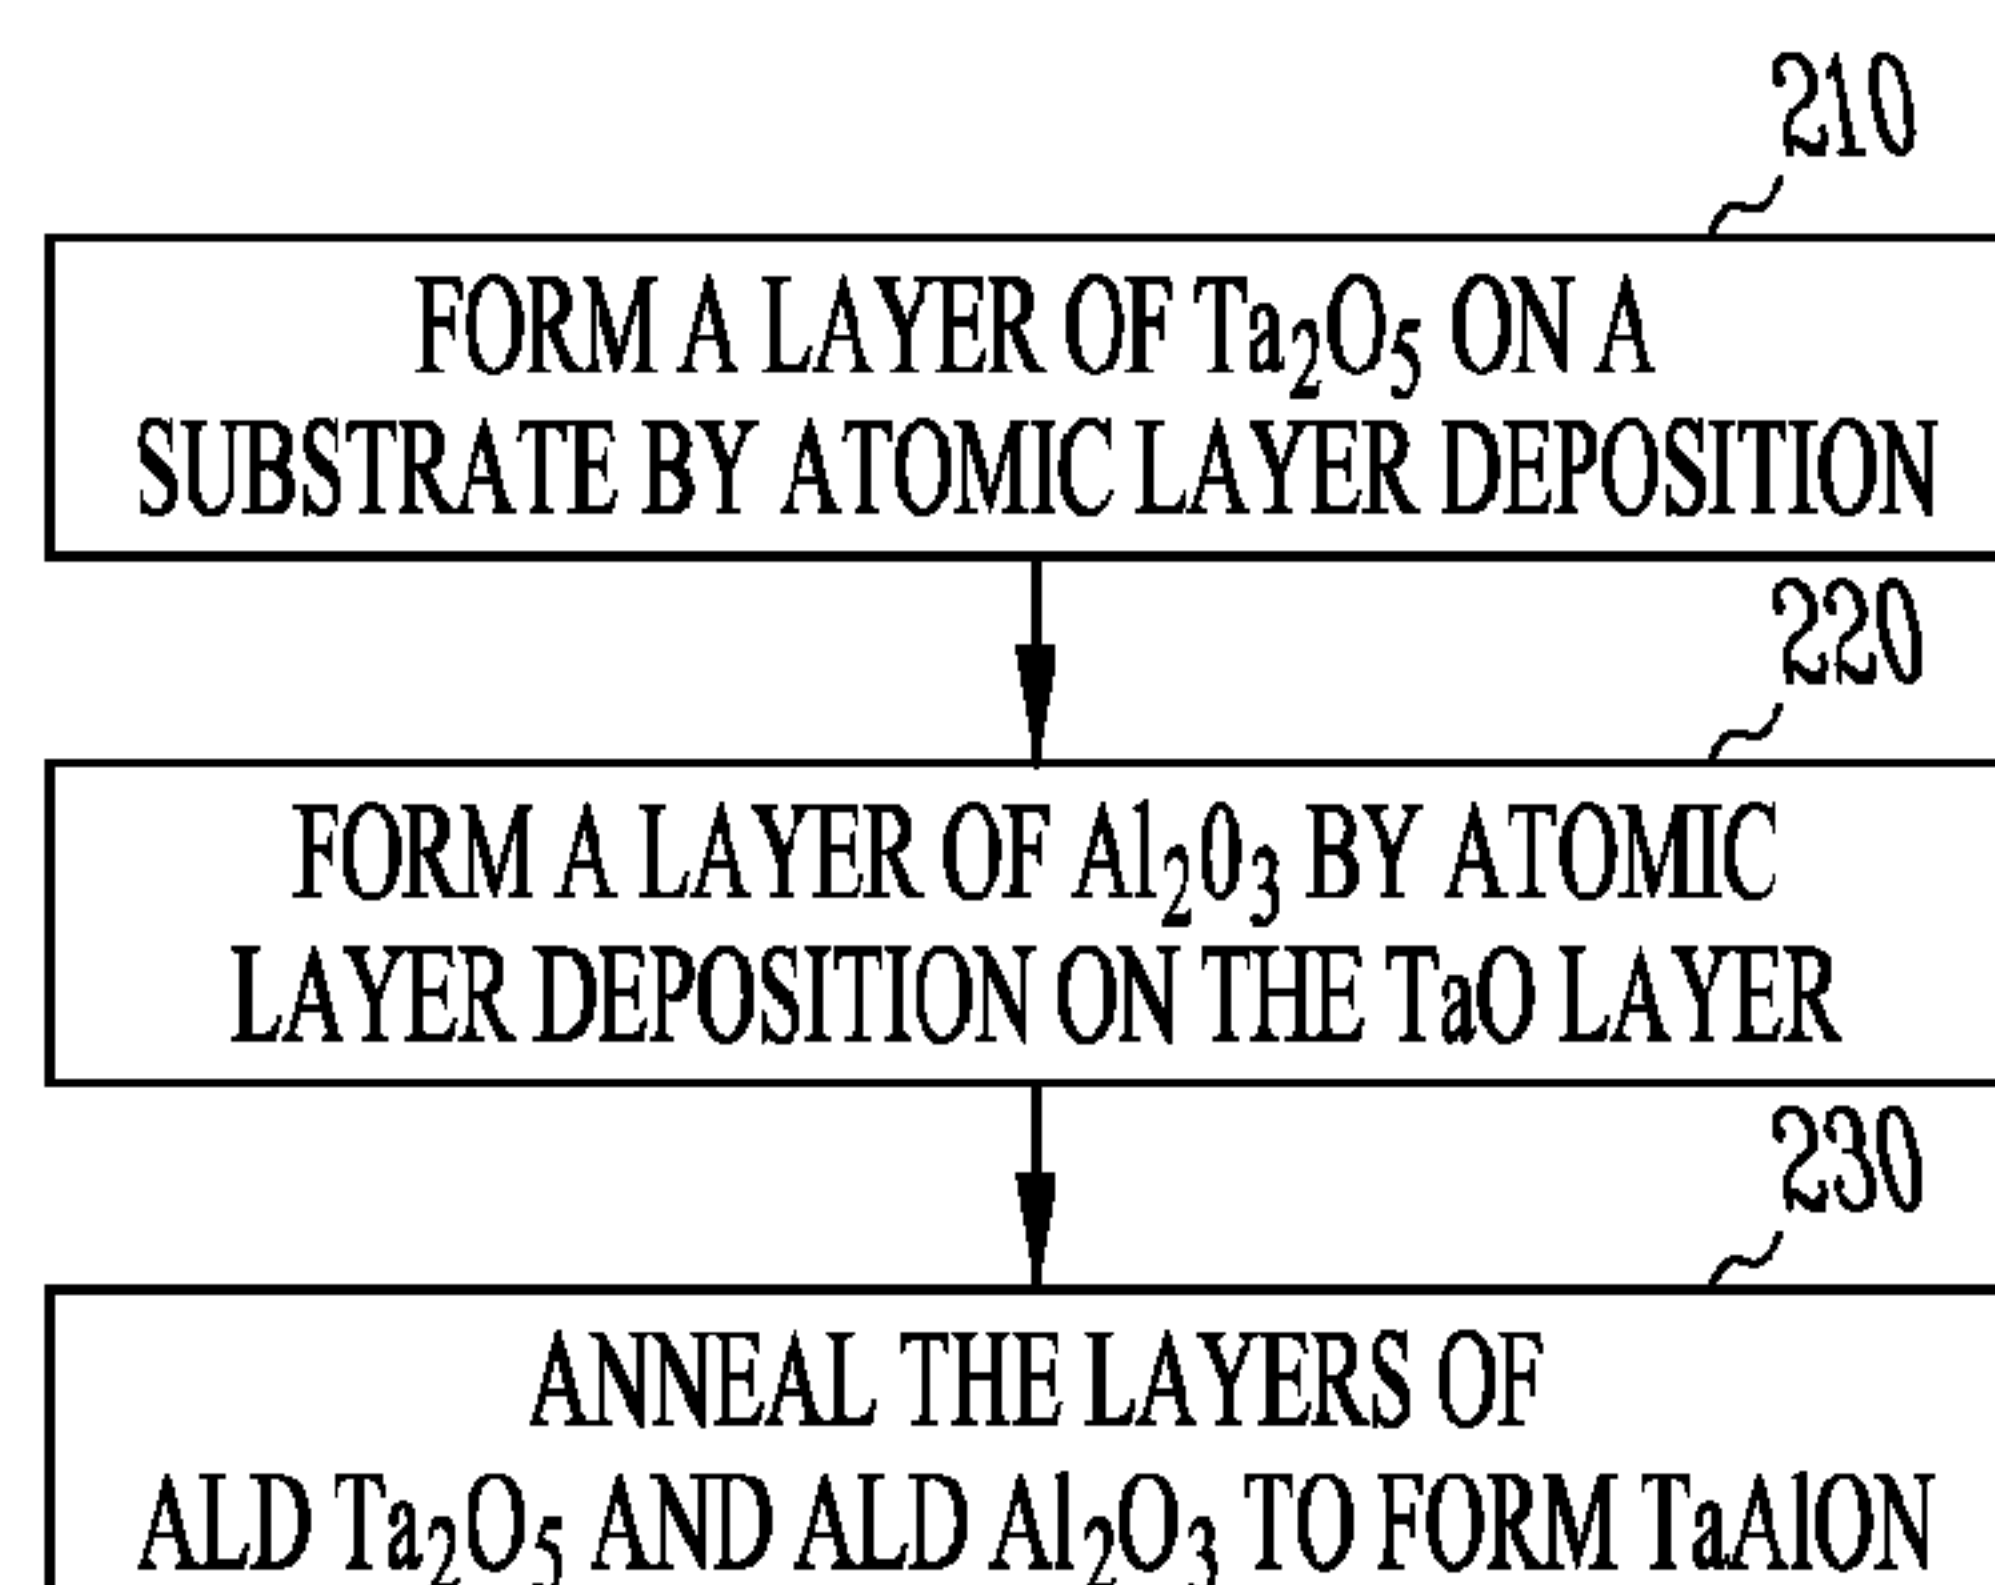 210
FORM A LAYER OF Ta₂O₅ ON A
SUBSTRATE BY ATOMIC LAYER DEPOSITION
220
FORM A LAYER OF Al₂0₃ BY ATOMIC
LAYER DEPOSITION ON THE TaO LAYER
230
ANNEAL THE LAYERS OF
ALD Ta₂O₅ AND ALD Al₂O₃ TO FORM TaAlON